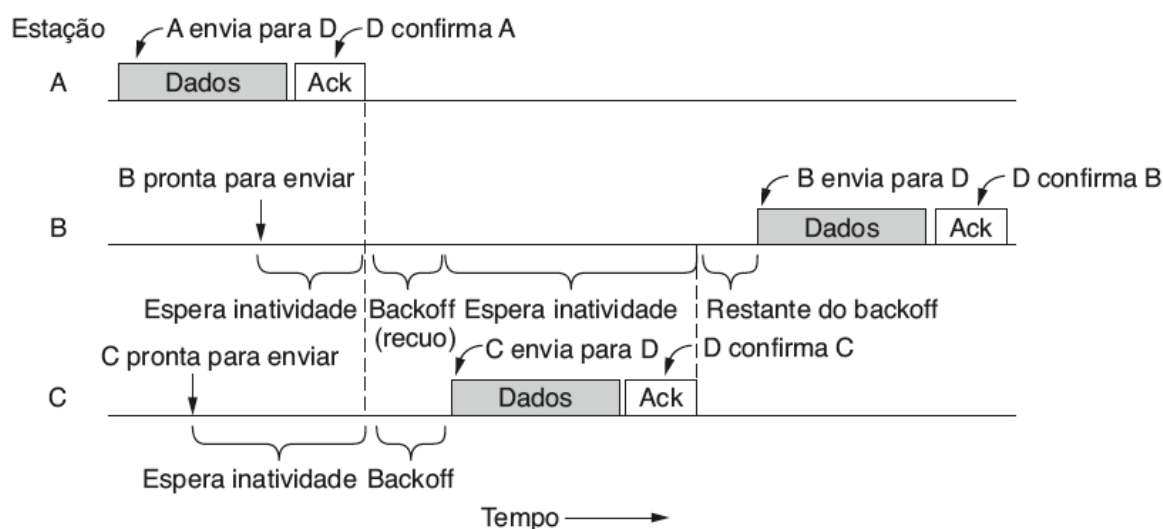 Estação
A envia para D
D confirma A
A
Dados
Ack
B pronta para enviar
B envia para D
D confirma B
B
Dados
Ack
Espera inatividade
Backoff
(recuo)
Espera inatividade
Restante do backoff
C pronta para enviar
C envia para D
D confirma C
C
Dados
Ack
Espera inatividade
Backoff
Tempo